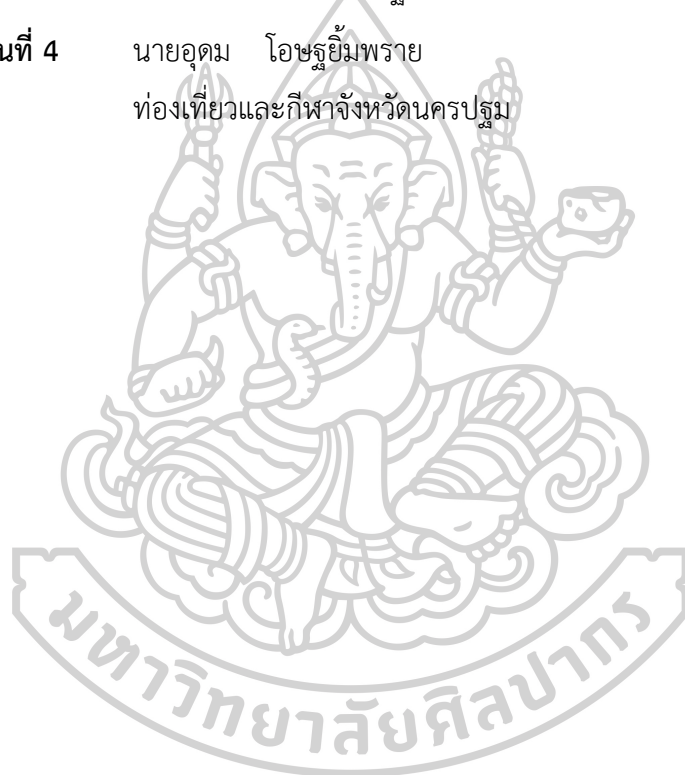 นที่ 4 นายอุดม โอษฐยิ้มพราย
ท่องเที่ยวและกีฬาจังหวัดนครปฐม
มหาวิทยาลัยศิลปากร